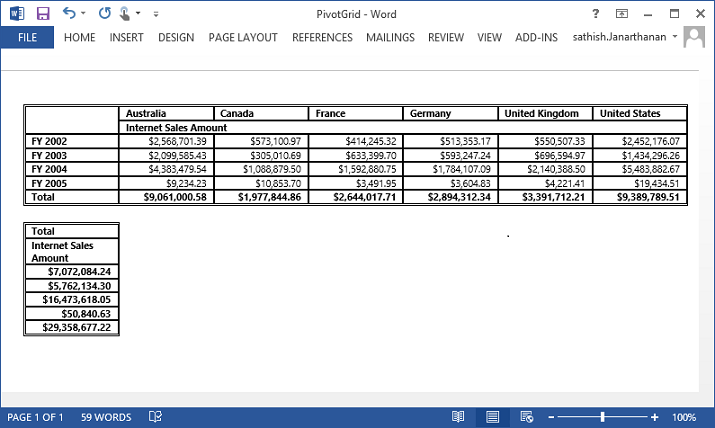 PivotGrid - Word
FILE HOME INSERT DESIGN PAGE LAYOUT REFERENCES MAILINGS REVIEW VIEW ADD-INS sathish.Janarthanan
Australia Canada France Germany United Kingdom United States
Internet Sales Amount
FY 2002 $2,568,701.39 $573,100.97 $414,245.32 $513,353.17 $550,507.33 $2,452,176.07
FY 2003 $2,099,585.43 $305,010.69 $633,399.70 $593,247.24 $696,594.97 $1,434,296.26
FY 2004 $4,383,479.54 $1,088,879.50 $1,592,880.75 $1,784,107.09 $2,140,388.50 $5,483,882.67
FY 2005 $9,234.23 $10,853.70 $3,491.95 $3,604.83 $4,221.41 $19,434.51
Total $9,061,000.58 $1,977,844.86 $2,644,017.71 $2,894,312.34 $3,391,712.21 $9,389,789.51
Total
Internet Sales
Amount
$7,072,084.24
$5,762,134.30
$16,473,618.05
$50,840.63
$29,358,677.22
PAGE 1 OF 1 59 WORDS 100%